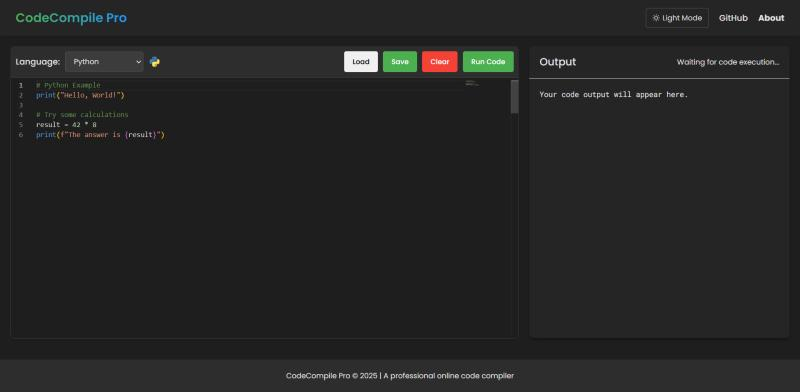 CodeCompile Pro
Light Mode GitHub About
Language: Python Load Save Clear Run Code
1 # Python Example
2 print("Hello, World!")
3
4 # Try some calculations
5 result = 42 * 8
6 print(f"The answer is {result}")
Output Waiting for code execution...
Your code output will appear here.
CodeCompile Pro © 2025 | A professional online code compiler